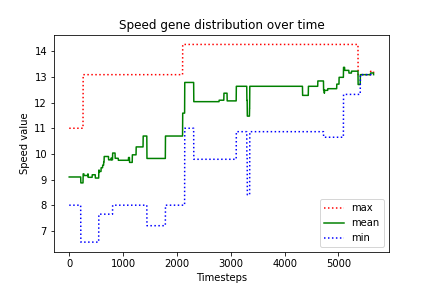 Speed gene distribution over time
Speed value
14
13
12
11
10
9
8
7
0
1000
2000
3000
4000
5000
Timesteps
max
mean
min